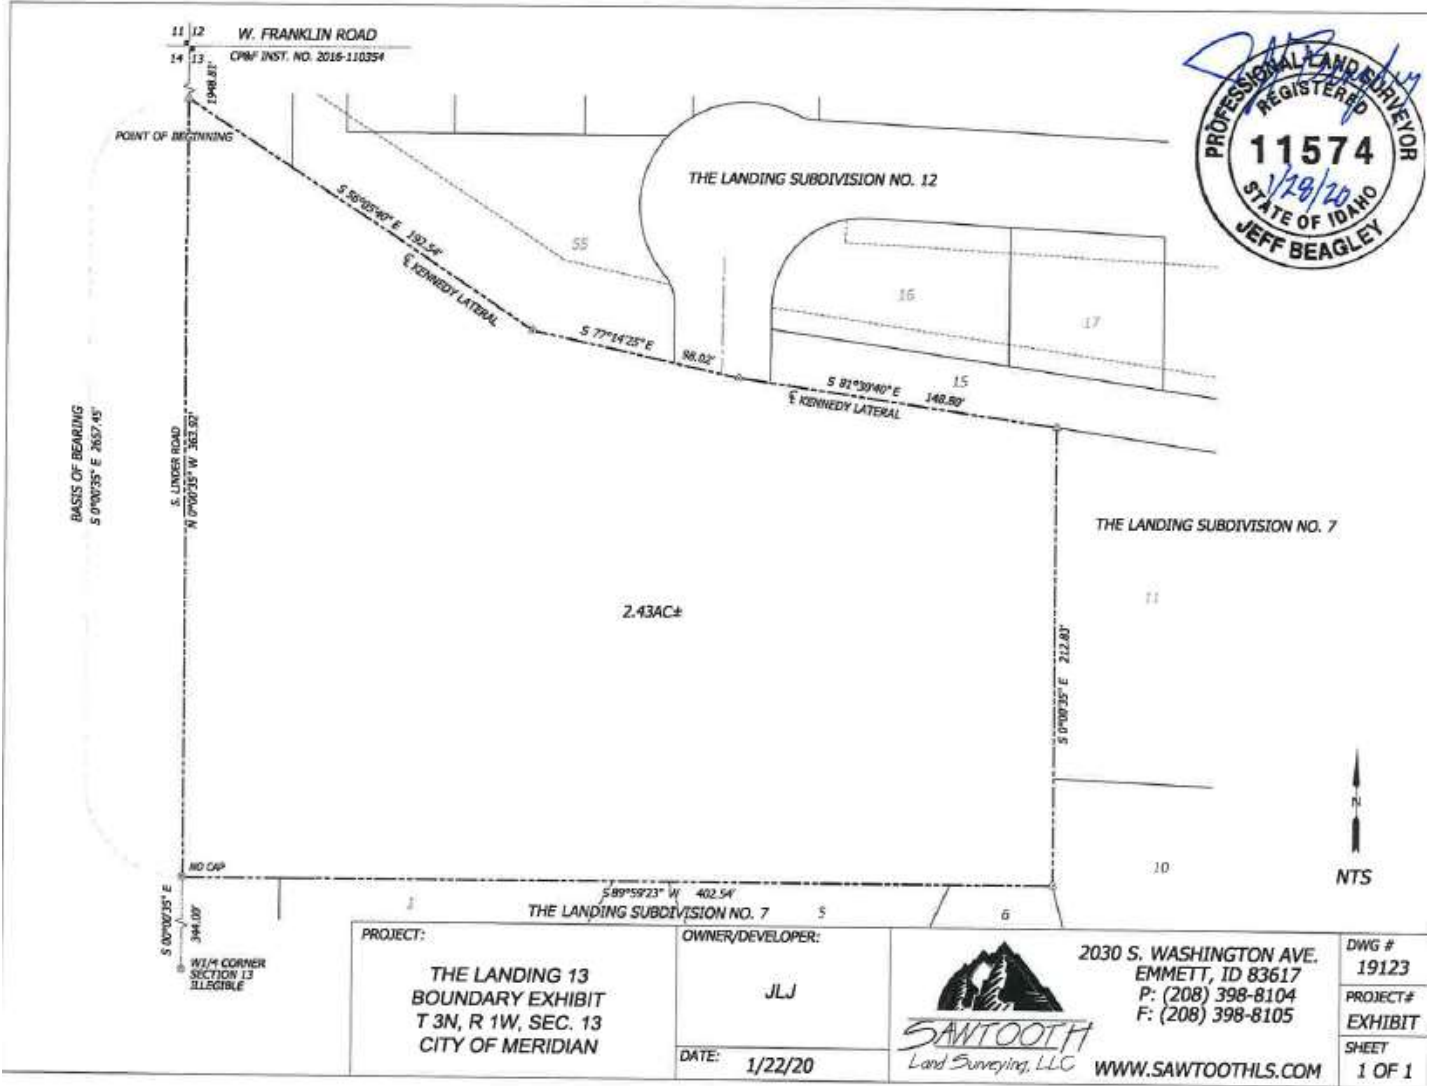 11 12
W. FRANKLIN ROAD
14 13
CP&F INST. NO. 2016-110354
1948.81'
POINT OF BEGINNING
S 56°05'40" E 192.54'
℄ KENNEDY LATERAL
55
THE LANDING SUBDIVISION NO. 12
16
17
S 77°14'25" E
98.02'
S 81°39'40" E 148.80'
℄ KENNEDY LATERAL
15
PROFESSIONAL LAND SURVEYOR
REGISTERED
11574
1/28/20
STATE OF IDAHO
JEFF BEAGLEY
BASIS OF BEARING
S 0°00'35" E 2657.45'
S. LINDER ROAD
N 0°00'35" W 363.92'
2.43AC±
THE LANDING SUBDIVISION NO. 7
11
S 0°00'35" E 212.83'
10
N
NTS
NO CAP
S 00°00'35" E
344.00'
W1/4 CORNER
SECTION 13
ILLEGIBLE
S 89°59'23" W 402.54'
1
THE LANDING SUBDIVISION NO. 7
5
6
PROJECT:
THE LANDING 13
BOUNDARY EXHIBIT
T 3N, R 1W, SEC. 13
CITY OF MERIDIAN
OWNER/DEVELOPER:
JLJ
DATE: 1/22/20
SAWTOOTH
Land Surveying, LLC
2030 S. WASHINGTON AVE.
EMMETT, ID 83617
P: (208) 398-8104
F: (208) 398-8105
WWW.SAWTOOTHLS.COM
DWG #
19123
PROJECT#
EXHIBIT
SHEET
1 OF 1